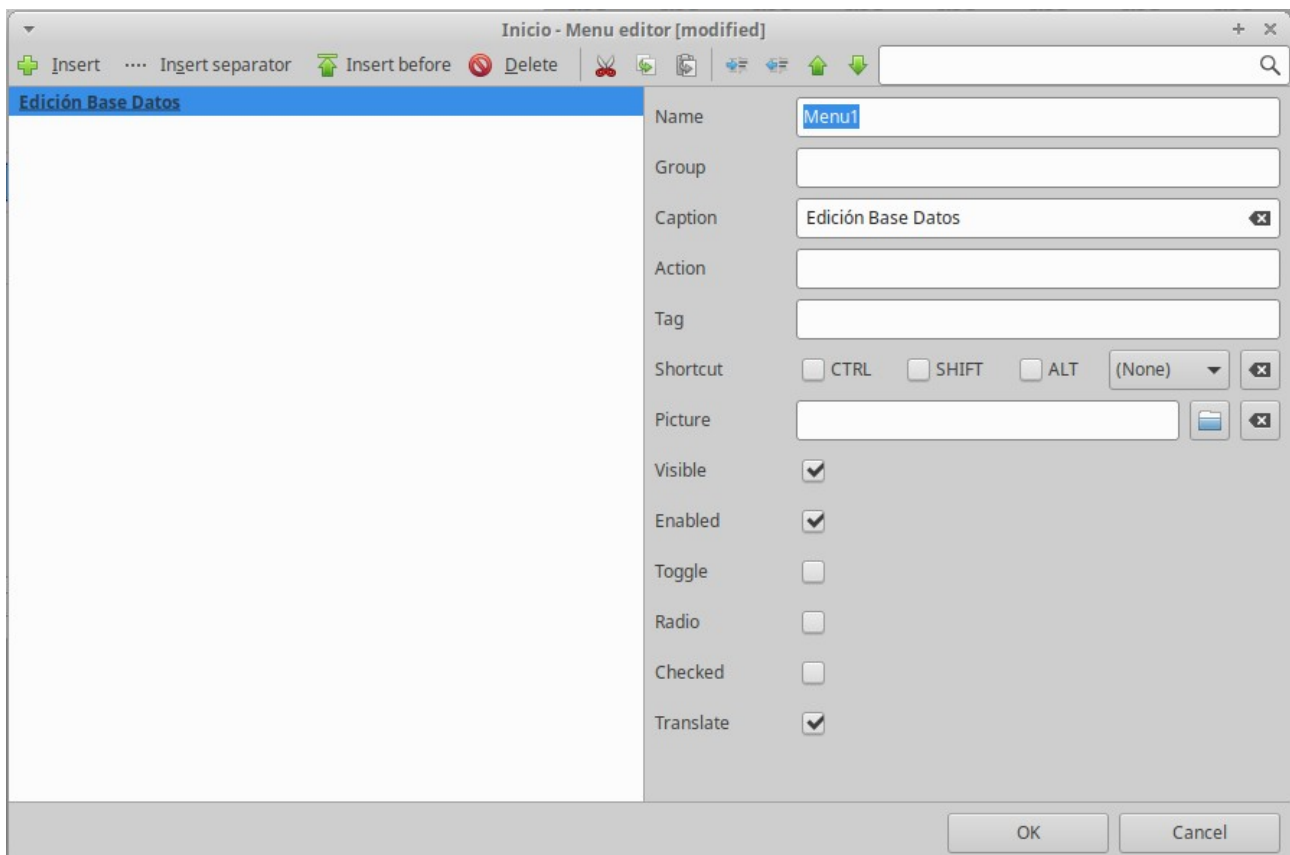 Inicio - Menu editor [modified]
Insert Insert separator Insert before Delete
Edición Base Datos
Name Menu1
Group
Caption Edición Base Datos
Action
Tag
Shortcut CTRL SHIFT ALT (None)
Picture
Visible
Enabled
Toggle
Radio
Checked
Translate
OK Cancel